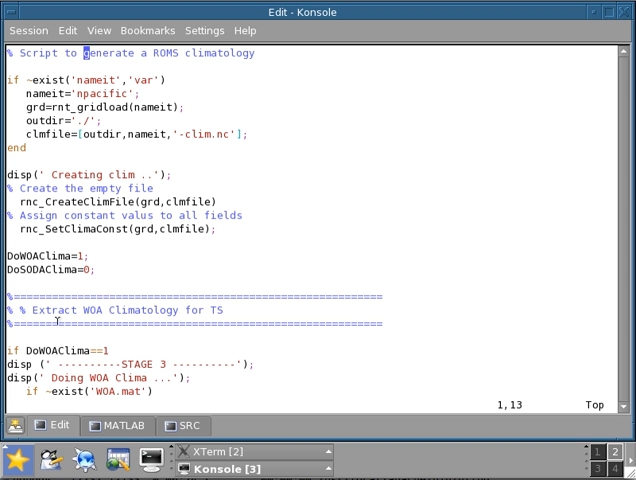 Edit - Konsole
Session Edit View Bookmarks Settings Help
% Script to generate a ROMS climatology
if ~exist('nameit','var')
   nameit='npacific';
   grd=rnt_gridload(nameit);
   outdir='./';
   clmfile=[outdir,nameit,'-clim.nc'];
end
disp(' Creating clim ..');
% Create the empty file
  rnc_CreateClimFile(grd,clmfile)
% Assign constant valus to all fields
  rnc_SetClimaConst(grd,clmfile);
DoWOAClima=1;
DoSODAClima=0;
%=========================================================
% % Extract WOA Climatology for TS
%=========================================================
if DoWOAClima==1
disp (' ----------STAGE 3 ----------');
disp(' Doing WOA Clima ...');
   if ~exist('WOA.mat')
1,13 Top
Edit MATLAB SRC
XTerm [2]
Konsole [3]
1 2
3 4